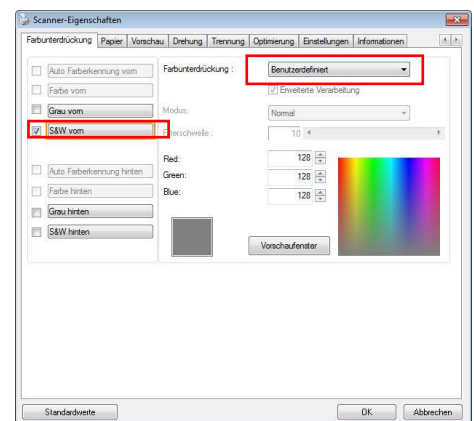 Scanner-Eigenschaften
Farbunterdrückung Papier Vorschau Drehung Trennung Optimierung Einstellungen Informationen
Auto Farberkennung vorn
Farbe vorn
Grau vorn
S&W vorn
Auto Farberkennung hinten
Farbe hinten
Grau hinten
S&W hinten
Farbunterdrückung : Benutzerdefiniert
Erweiterte Verarbeitung
Modus: Normal
10
Red: 128
Green: 128
Blue: 128
Vorschaufenster
Standardwerte OK Abbrechen